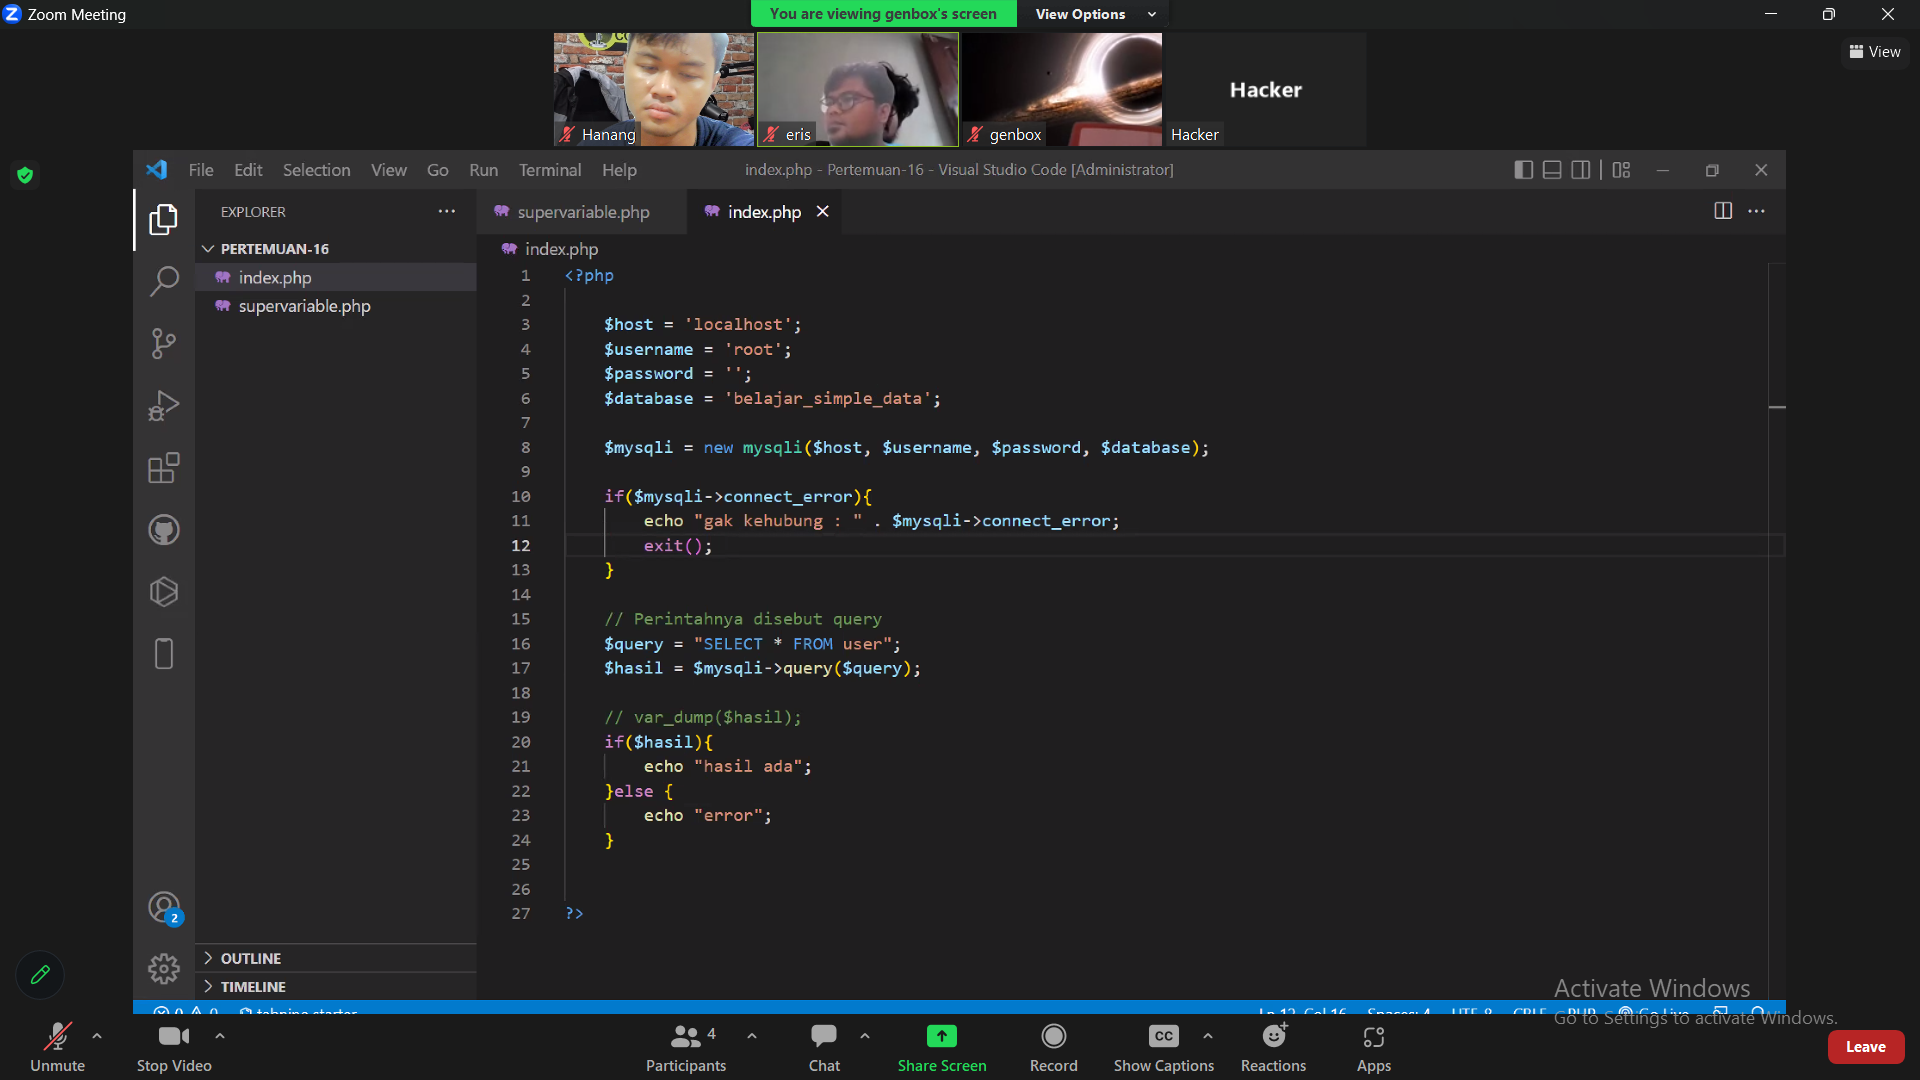 Zoom Meeting
You are viewing genbox's screen
View Options
View
Hanang
eris
genbox
Hacker
Hacker
File Edit Selection View Go Run Terminal Help
index.php - Pertemuan-16 - Visual Studio Code [Administrator]
EXPLORER
supervariable.php
index.php
PERTEMUAN-16
index.php
index.php
supervariable.php
1 <?php
2
3 $host = 'localhost';
4 $username = 'root';
5 $password = '';
6 $database = 'belajar_simple_data';
7
8 $mysqli = new mysqli($host, $username, $password, $database);
9
10 if($mysqli->connect_error){
11 echo "gak kehubung : " . $mysqli->connect_error;
12 exit();
13 }
14
15 // Perintahnya disebut query
16 $query = "SELECT * FROM user";
17 $hasil = $mysqli->query($query);
18
19 // var_dump($hasil);
20 if($hasil){
21 echo "hasil ada";
22 }else {
23 echo "error";
24 }
25
26
27 ?>
2
OUTLINE
TIMELINE
Activate Windows
Go to Settings to activate Windows.
Unmute
Stop Video
Participants 4
Chat
Share Screen
Record
CC
Show Captions
Reactions
Apps
Leave